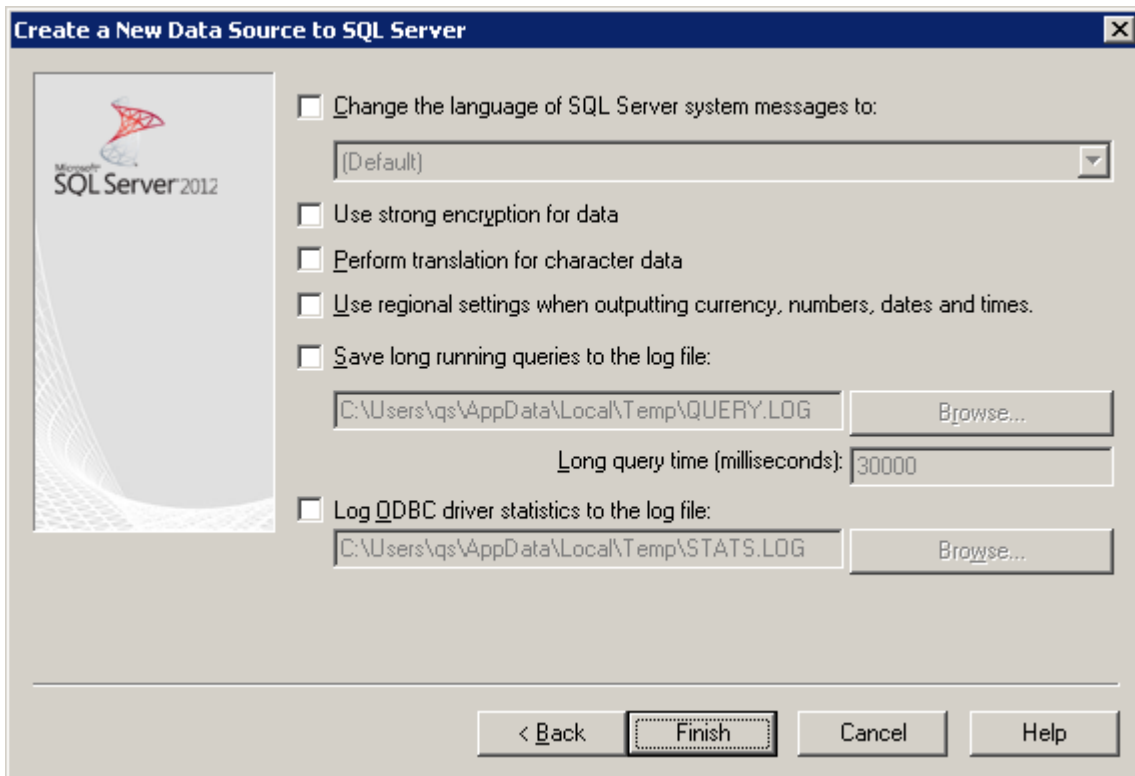 Create a New Data Source to SQL Server
Microsoft®
SQL Server 2012
Change the language of SQL Server system messages to:
(Default)
Use strong encryption for data
Perform translation for character data
Use regional settings when outputting currency, numbers, dates and times.
Save long running queries to the log file:
C:\Users\qs\AppData\Local\Temp\QUERY.LOG
Browse...
Long query time (milliseconds):
30000
Log ODBC driver statistics to the log file:
C:\Users\qs\AppData\Local\Temp\STATS.LOG
Browse...
< Back
Finish
Cancel
Help